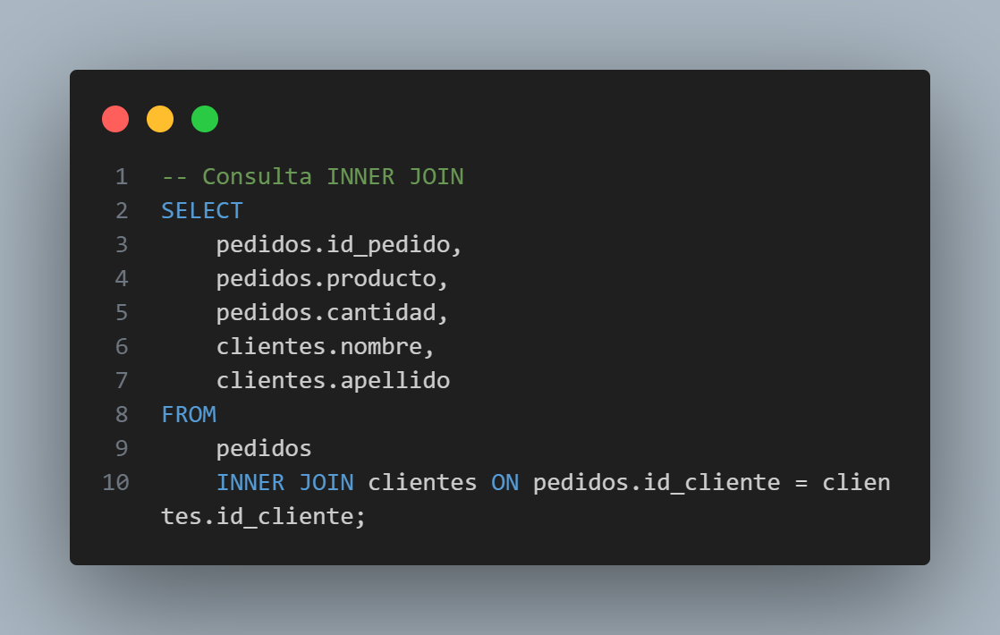 1 -- Consulta INNER JOIN
2 SELECT
3     pedidos.id_pedido,
4     pedidos.producto,
5     pedidos.cantidad,
6     clientes.nombre,
7     clientes.apellido
8 FROM
9     pedidos
10     INNER JOIN clientes ON pedidos.id_cliente = clien
tes.id_cliente;